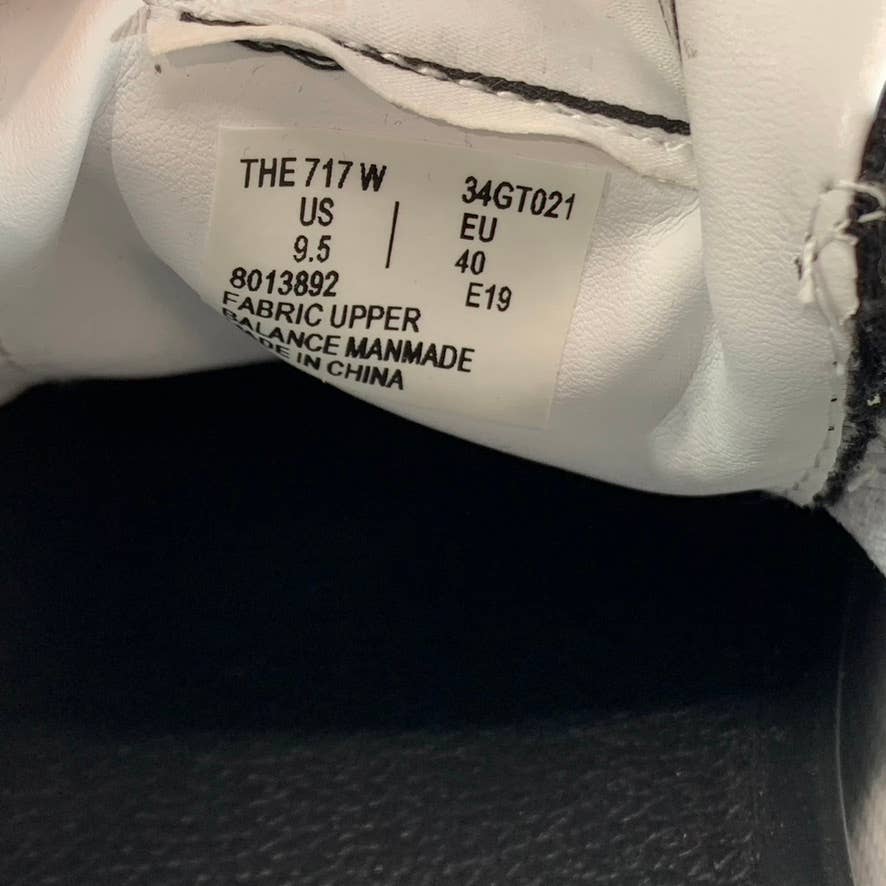 THE 717 W 34GT021
US EU
9.5 40
8013892 E19
FABRIC UPPER
BALANCE MANMADE
MADE IN CHINA